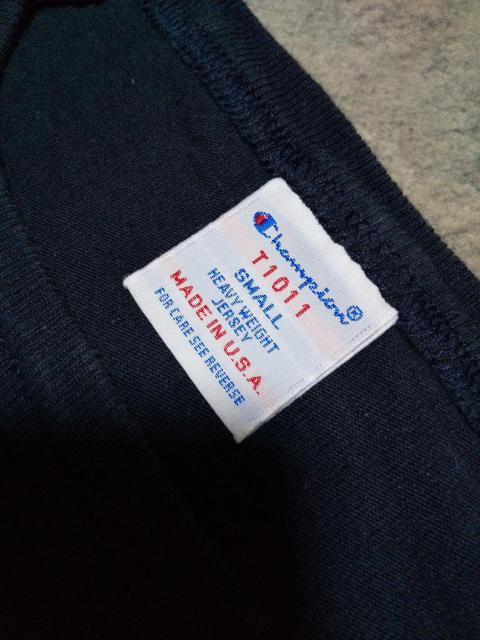 Champion®
T1011
SMALL
HEAVY WEIGHT
JERSEY
MADE IN U.S.A.
FOR CARE SEE REVERSE